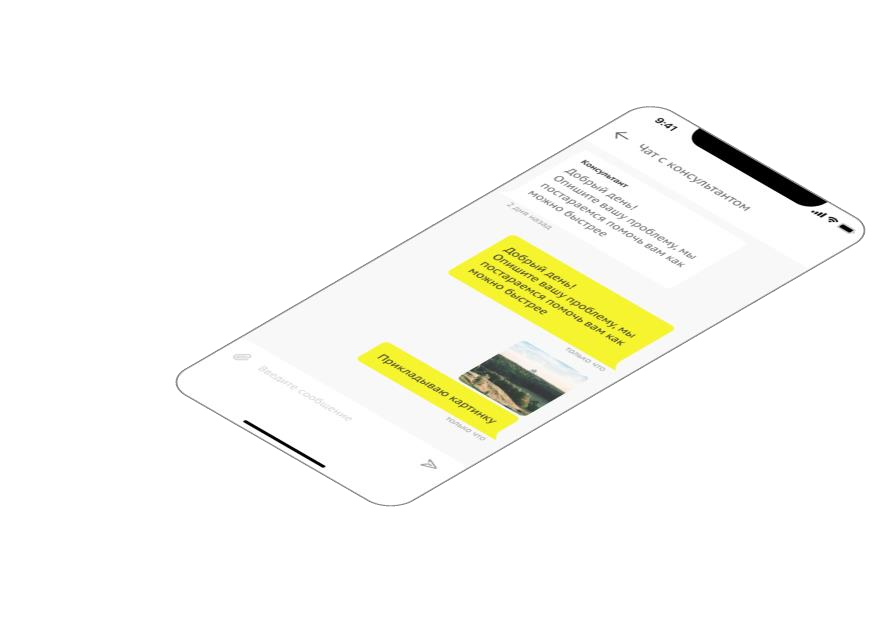 9:41
Чат с консультантом
Консультант
Добрый день!
Опишите вашу проблему, мы
постараемся помочь вам как
можно быстрее
2 дня назад
Добрый день!
Опишите вашу проблему, мы
постараемся помочь вам как
можно быстрее
только что
Прикладываю картинку
только что
Введите сообщение